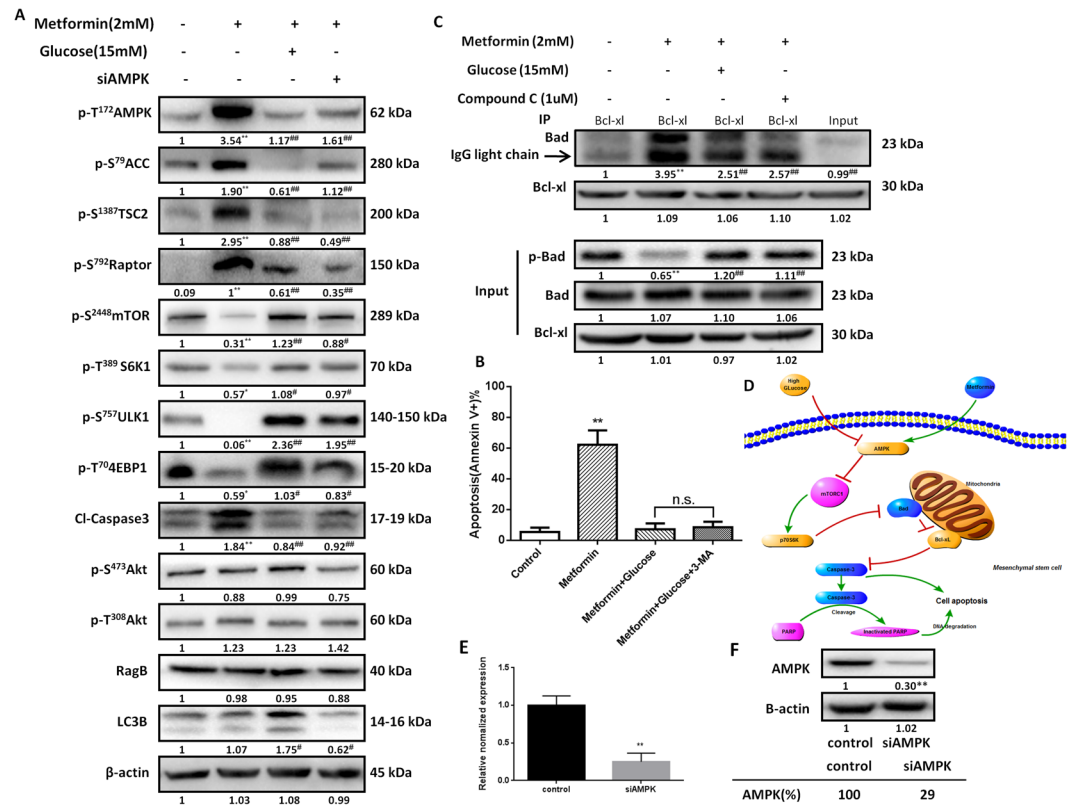 A
Metformin(2mM) - + + +
Glucose(15mM) - - + -
siAMPK - - - +
p-T172AMPK 62 kDa
1 3.54** 1.17## 1.61##
p-S79ACC 280 kDa
1 1.90** 0.61## 1.12##
p-S1387TSC2 200 kDa
1 2.95** 0.88## 0.49##
p-S792Raptor 150 kDa
0.09 1** 0.61## 0.35##
p-S2448mTOR 289 kDa
1 0.31** 1.23## 0.88#
p-T389 S6K1 70 kDa
1 0.57* 1.08# 0.97#
p-S757ULK1 140-150 kDa
1 0.06** 2.36## 1.95##
p-T704EBP1 15-20 kDa
1 0.59* 1.03# 0.83#
Cl-Caspase3 17-19 kDa
1 1.84** 0.84## 0.92##
p-S473Akt 60 kDa
1 0.88 0.99 0.75
p-T308Akt 60 kDa
1 1.23 1.23 1.42
RagB 40 kDa
1 0.98 0.95 0.88
LC3B 14-16 kDa
1 1.07 1.75# 0.62#
β-actin 45 kDa
1 1.03 1.08 0.99
C
Metformin(2mM) - + + +
Glucose(15mM) - - + -
Compound C (1uM) - - - +
IP Bcl-xl Bcl-xl Bcl-xl Bcl-xl Input
Bad 23 kDa
IgG light chain
1 3.95** 2.51## 2.57## 0.99##
Bcl-xl 30 kDa
1 1.09 1.06 1.10 1.02
Input
p-Bad 23 kDa
1 0.65** 1.20## 1.11##
Bad 23 kDa
1 1.07 1.10 1.06
Bcl-xl 30 kDa
1 1.01 0.97 1.02
B
Apoptosis(Annexin V+)%
100
80
60
40
20
0
**
n.s.
Control
Metformin
Metformin+Glucose
Metformin+Glucose+3-MA
D
High
GLucose
Metformin
AMPK
mTORC1
Mitochondria
Bad
Bcl-xL
p70S6K
Mesenchymal stem cell
Caspase-3
Caspase-3
Cleavage
Cell apoptosis
DNA degradation
PARP
Inactivated PARP
E
Relative nomalized expression
1.5
1.0
0.5
0.0
**
control siAMPK
F
AMPK
1 0.30**
B-actin
1 1.02
control siAMPK
control siAMPK
AMPK(%) 100 29